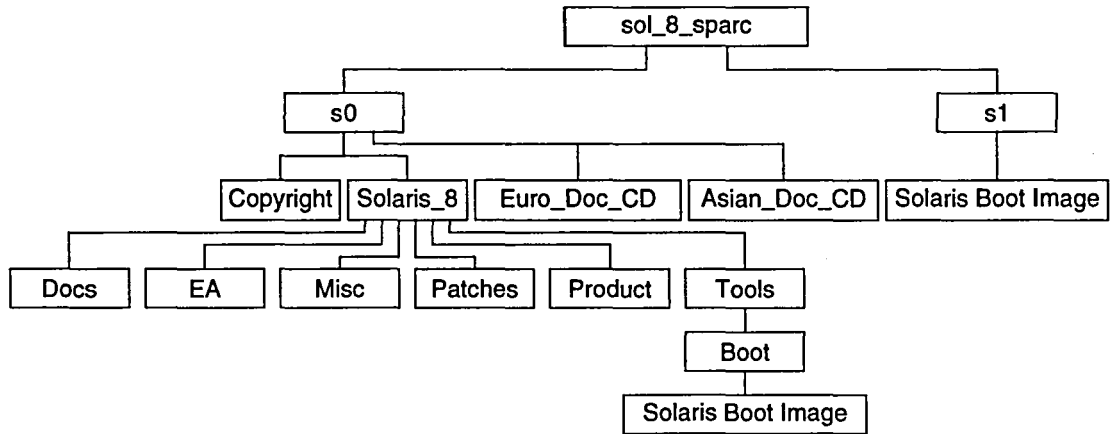 sol_8_sparc
s0
s1
Copyright
Solaris_8
Euro_Doc_CD
Asian_Doc_CD
Solaris Boot Image
Docs
EA
Misc
Patches
Product
Tools
Boot
Solaris Boot Image